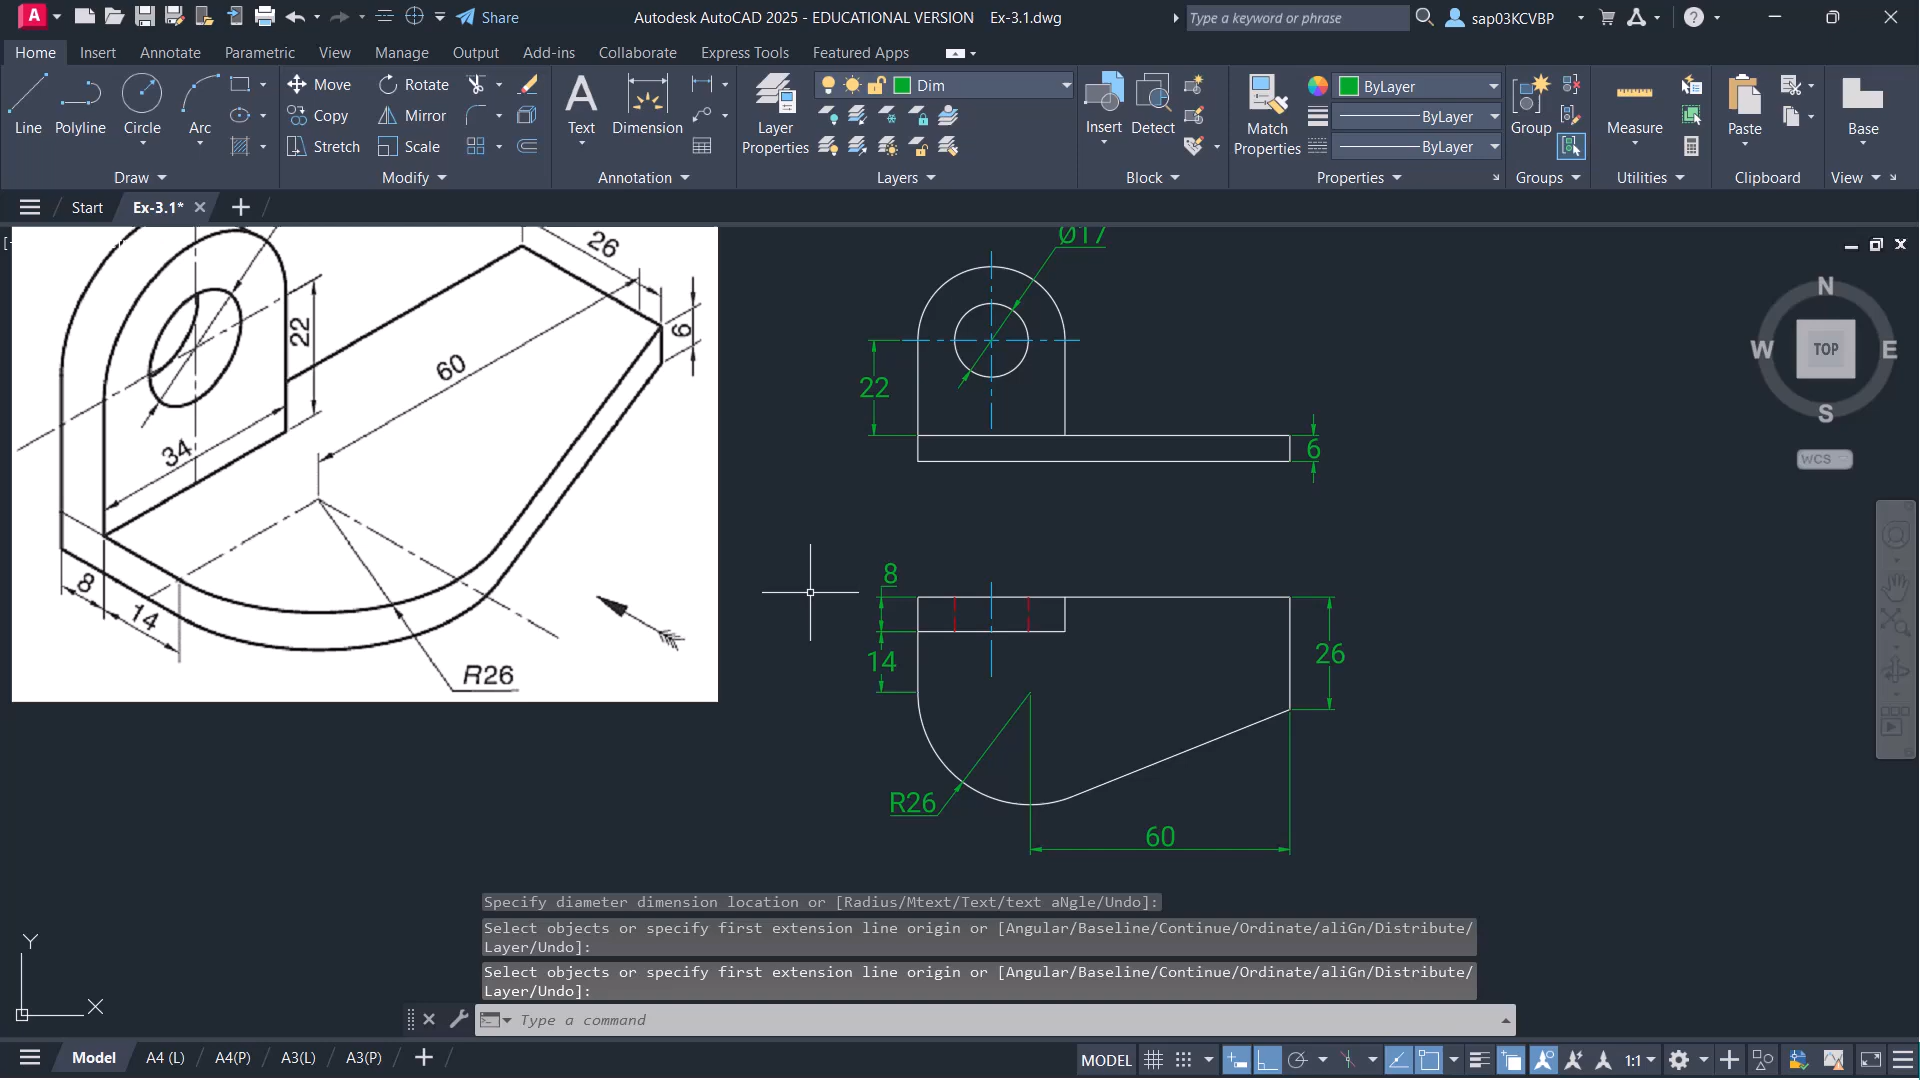 Share
Autodesk AutoCAD 2025 - EDUCATIONAL VERSION Ex-3.1.dwg
Type a keyword or phrase
sap03KCVBP
Home Insert Annotate Parametric View Manage Output Add-ins Collaborate Express Tools Featured Apps
Line Polyline Circle Arc
Draw
Move Rotate
Copy Mirror
Stretch Scale
Modify
Text Dimension
Annotation
Layer Properties
Dim
Layers
Insert Detect
Block
Match Properties
ByLayer
ByLayer
ByLayer
Properties
Group
Groups
Measure
Utilities
Paste
Clipboard
Base
View
Start Ex-3.1*
26
22
6
60
34
8
14
R26
Ø17
22
6
8
14
26
R26
60
N
W TOP E
S
WCS
Y
X
Specify diameter dimension location or [Radius/Mtext/Text/text aNgle/Undo]:
Select objects or specify first extension line origin or [Angular/Baseline/Continue/Ordinate/aliGn/Distribute/
Layer/Undo]:
Select objects or specify first extension line origin or [Angular/Baseline/Continue/Ordinate/aliGn/Distribute/
Layer/Undo]:
Type a command
Model A4 (L) A4(P) A3(L) A3(P)
MODEL 1:1